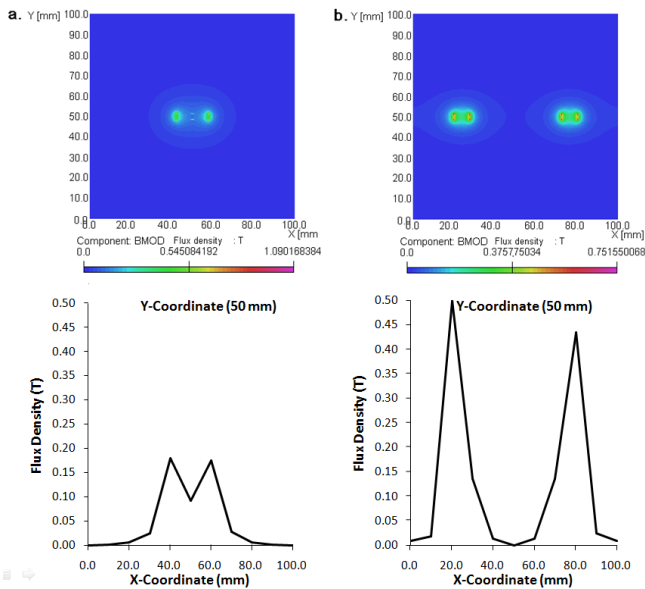 a. Y [mm] 100.0
90.0
80.0
70.0
60.0
50.0
40.0
30.0
20.0
10.0
0.0
0.0 20.0 40.0 60.0 80.0 100.0
X [mm
Component: BMOD Flux density : T
0.0 0.545084192 1.090168384
b. Y [mm] 100.0
90.0
80.0
70.0
60.0
50.0
40.0
30.0
20.0
10.0
0.0
0.0 20.0 40.0 60.0 80.0 100.0
X [mm
Component: BMOD Flux density : T
0.0 0.375775034 0.751550068
Y-Coordinate (50 mm)
Flux Density (T)
0.50
0.45
0.40
0.35
0.30
0.25
0.20
0.15
0.10
0.05
0.00
0.0 20.0 40.0 60.0 80.0 100.0
X-Coordinate (mm)
Y-Coordinate (50 mm)
Flux Density (T)
0.50
0.45
0.40
0.35
0.30
0.25
0.20
0.15
0.10
0.05
0.00
0.0 20.0 40.0 60.0 80.0 100.0
X-Coordinate (mm)